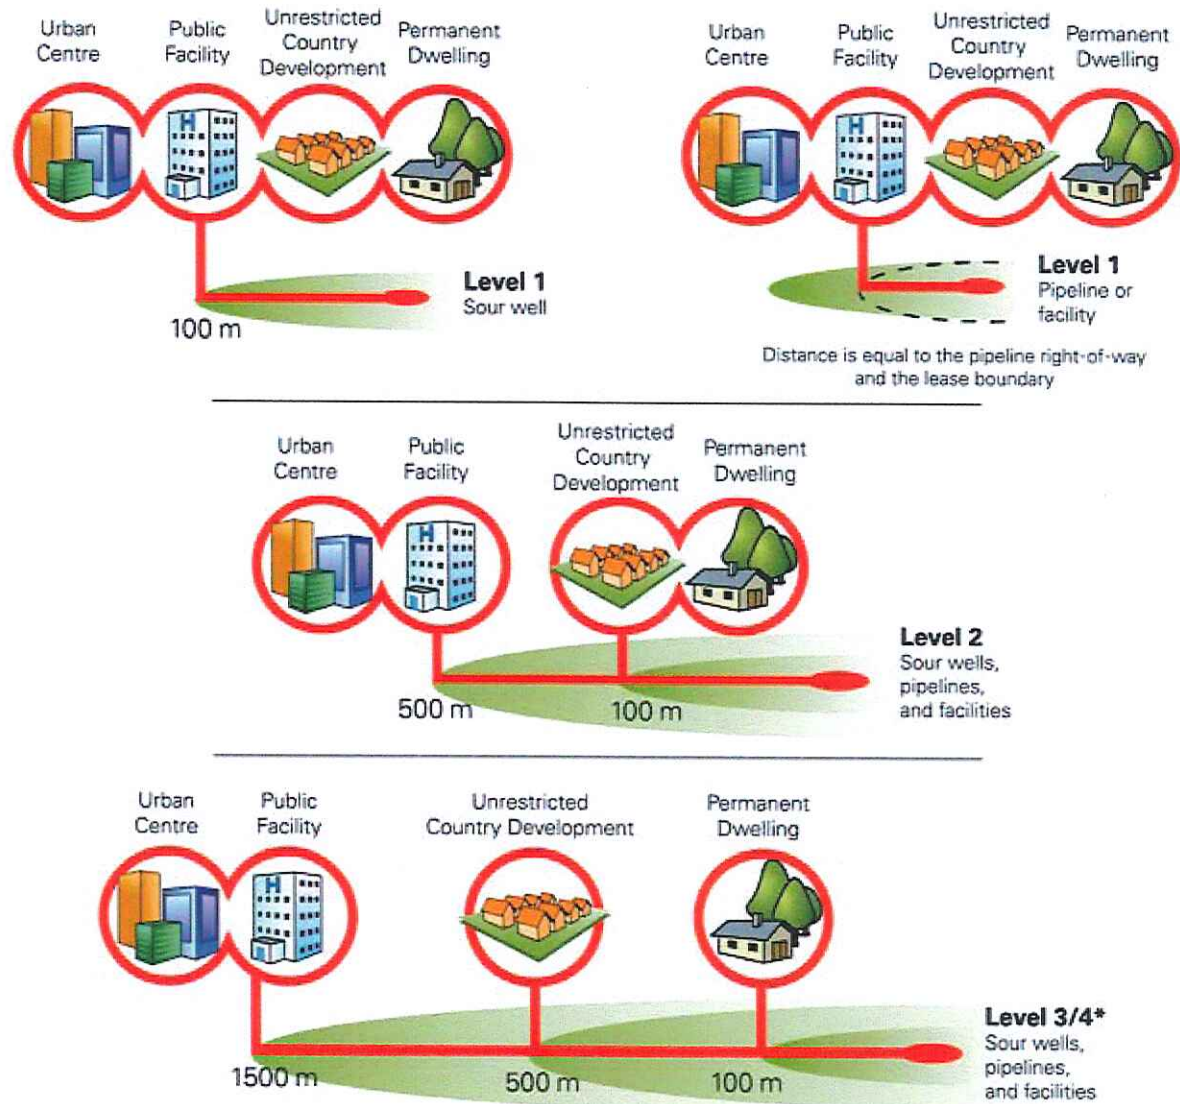 Urban
Centre
Public
Facility
Unrestricted
Country
Development
Permanent
Dwelling
H
Level 1
Sour well
100 m
Urban
Centre
Public
Facility
Unrestricted
Country
Development
Permanent
Dwelling
H
Level 1
Pipeline or
facility
Distance is equal to the pipeline right-of-way
and the lease boundary
Urban
Centre
Public
Facility
Unrestricted
Country
Development
Permanent
Dwelling
H
Level 2
Sour wells,
pipelines,
and facilities
500 m
100 m
Urban
Centre
Public
Facility
Unrestricted
Country Development
Permanent
Dwelling
H
Level 3/4*
Sour wells,
pipelines,
and facilities
1500 m
500 m
100 m